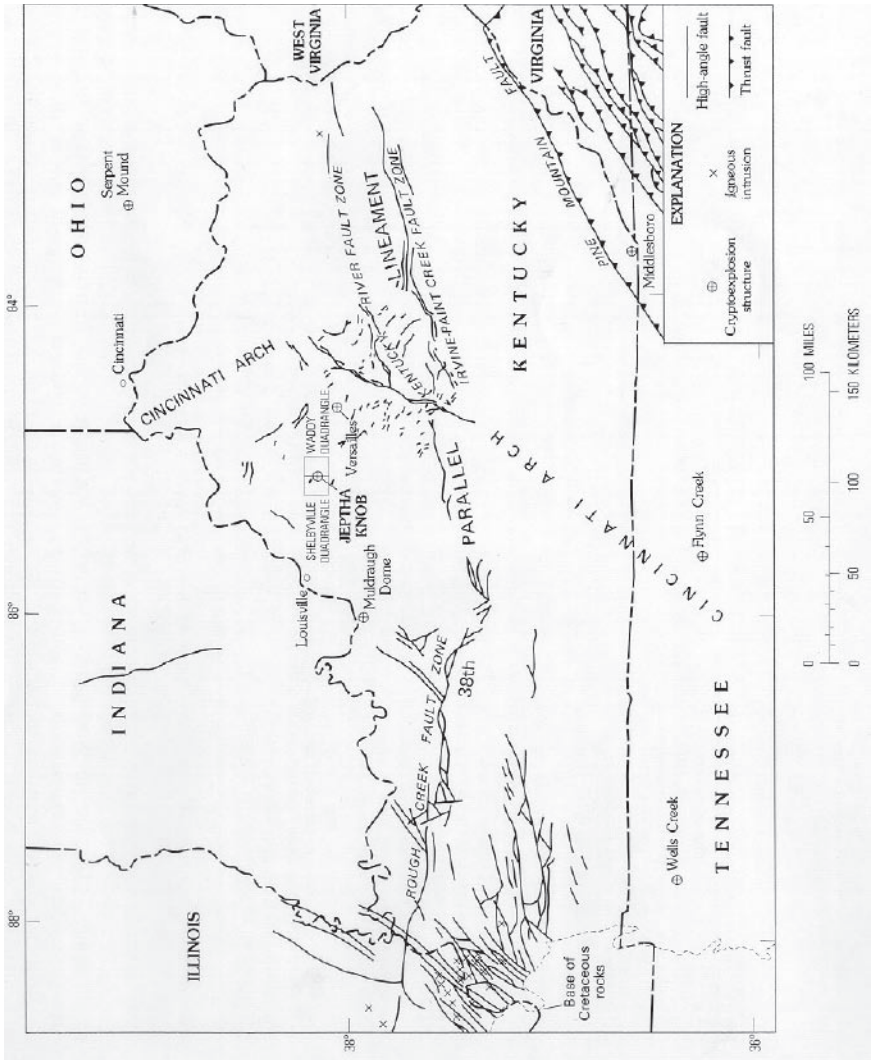 OHIO
Serpent
Mound
WEST
VIRGINIA
84°
Cincinnati
CINCINNATI ARCH
KENTUCKY RIVER FAULT ZONE
LINEAMENT
IRVINE-PAINT CREEK FAULT ZONE
PINE MOUNTAIN FAULT
VIRGINIA
KENTUCKY
Middlesboro
INDIANA
SHELBYVILLE
QUADRANGLE
WADDY
QUADRANGLE
JEPTHA
KNOB
Versailles
Louisville
Muldraugh
Dome
86°
PARALLEL
38th
CINCINNATI ARCH
Flynn Creek
ROUGH CREEK FAULT ZONE
ILLINOIS
88°
Base of
Cretaceous
rocks
Wells Creek
TENNESSEE
38°
36°
EXPLANATION
Cryptoexplosion
structure
Igneous
intrusion
High-angle fault
Thrust fault
0 50 100 MILES
0 50 100 150 KILOMETERS